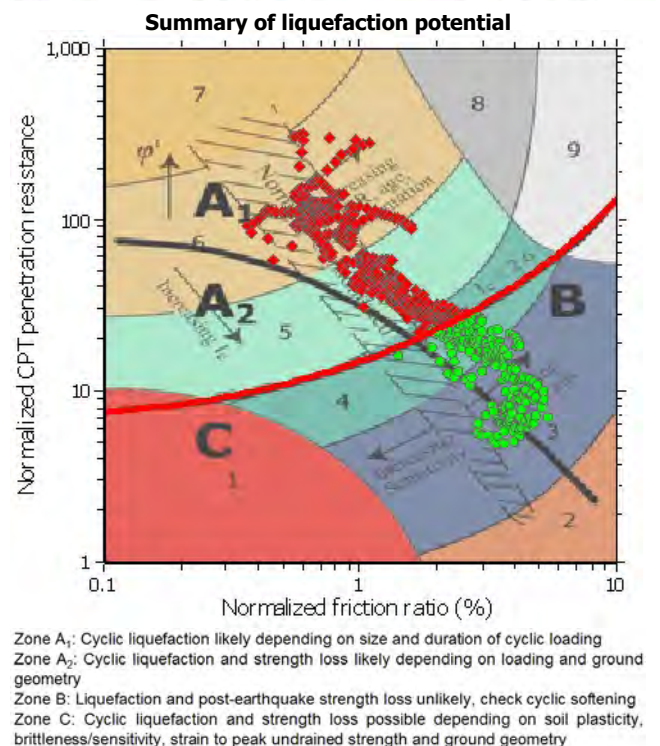 Summary of liquefaction potential
1,000
7
8
9
φ'
Normalized CPT penetration resistance
100
A1
6
A2
Increasing Ic
5
B
10
4
C
1
Increasing
Sensitivity
3
2
1
0.1
1
10
Normalized friction ratio (%)
Zone A1: Cyclic liquefaction likely depending on size and duration of cyclic loading
Zone A2: Cyclic liquefaction and strength loss likely depending on loading and ground
geometry
Zone B: Liquefaction and post-earthquake strength loss unlikely, check cyclic softening
Zone C: Cyclic liquefaction and strength loss possible depending on soil plasticity,
brittleness/sensitivity, strain to peak undrained strength and ground geometry